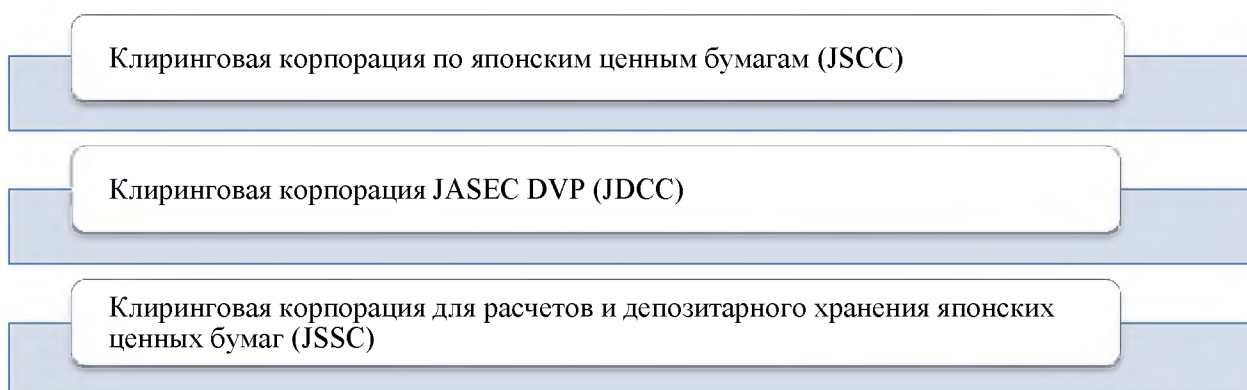 Клиринговая корпорация по японским ценным бумагам (JSCC)
Клиринговая корпорация JASEC DVP (JDCC)
Клиринговая корпорация для расчетов и депозитарного хранения японских
ценных бумаг (JSSC)